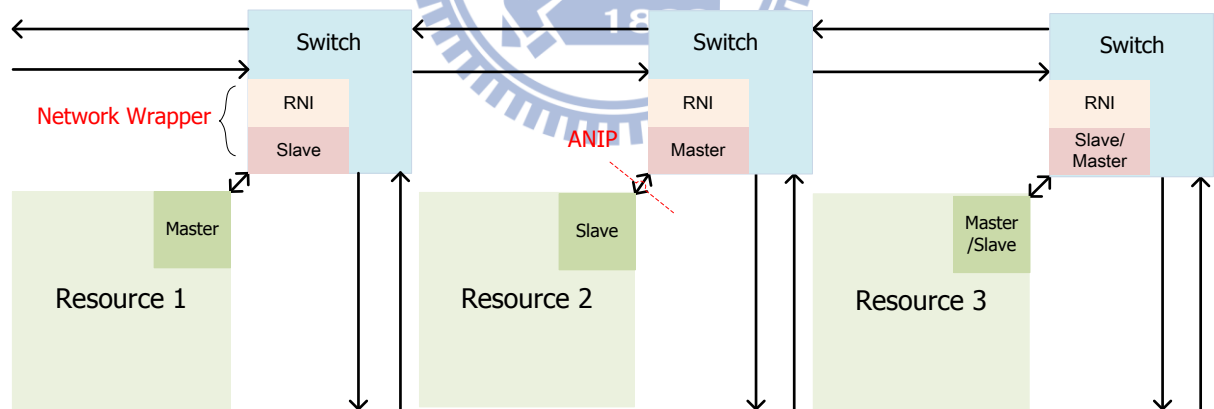 Switch
Switch
Switch
RNI
RNI
RNI
Network Wrapper
Slave
ANIP
Master
Slave/
Master
Master
Slave
Master
/Slave
Resource 1
Resource 2
Resource 3